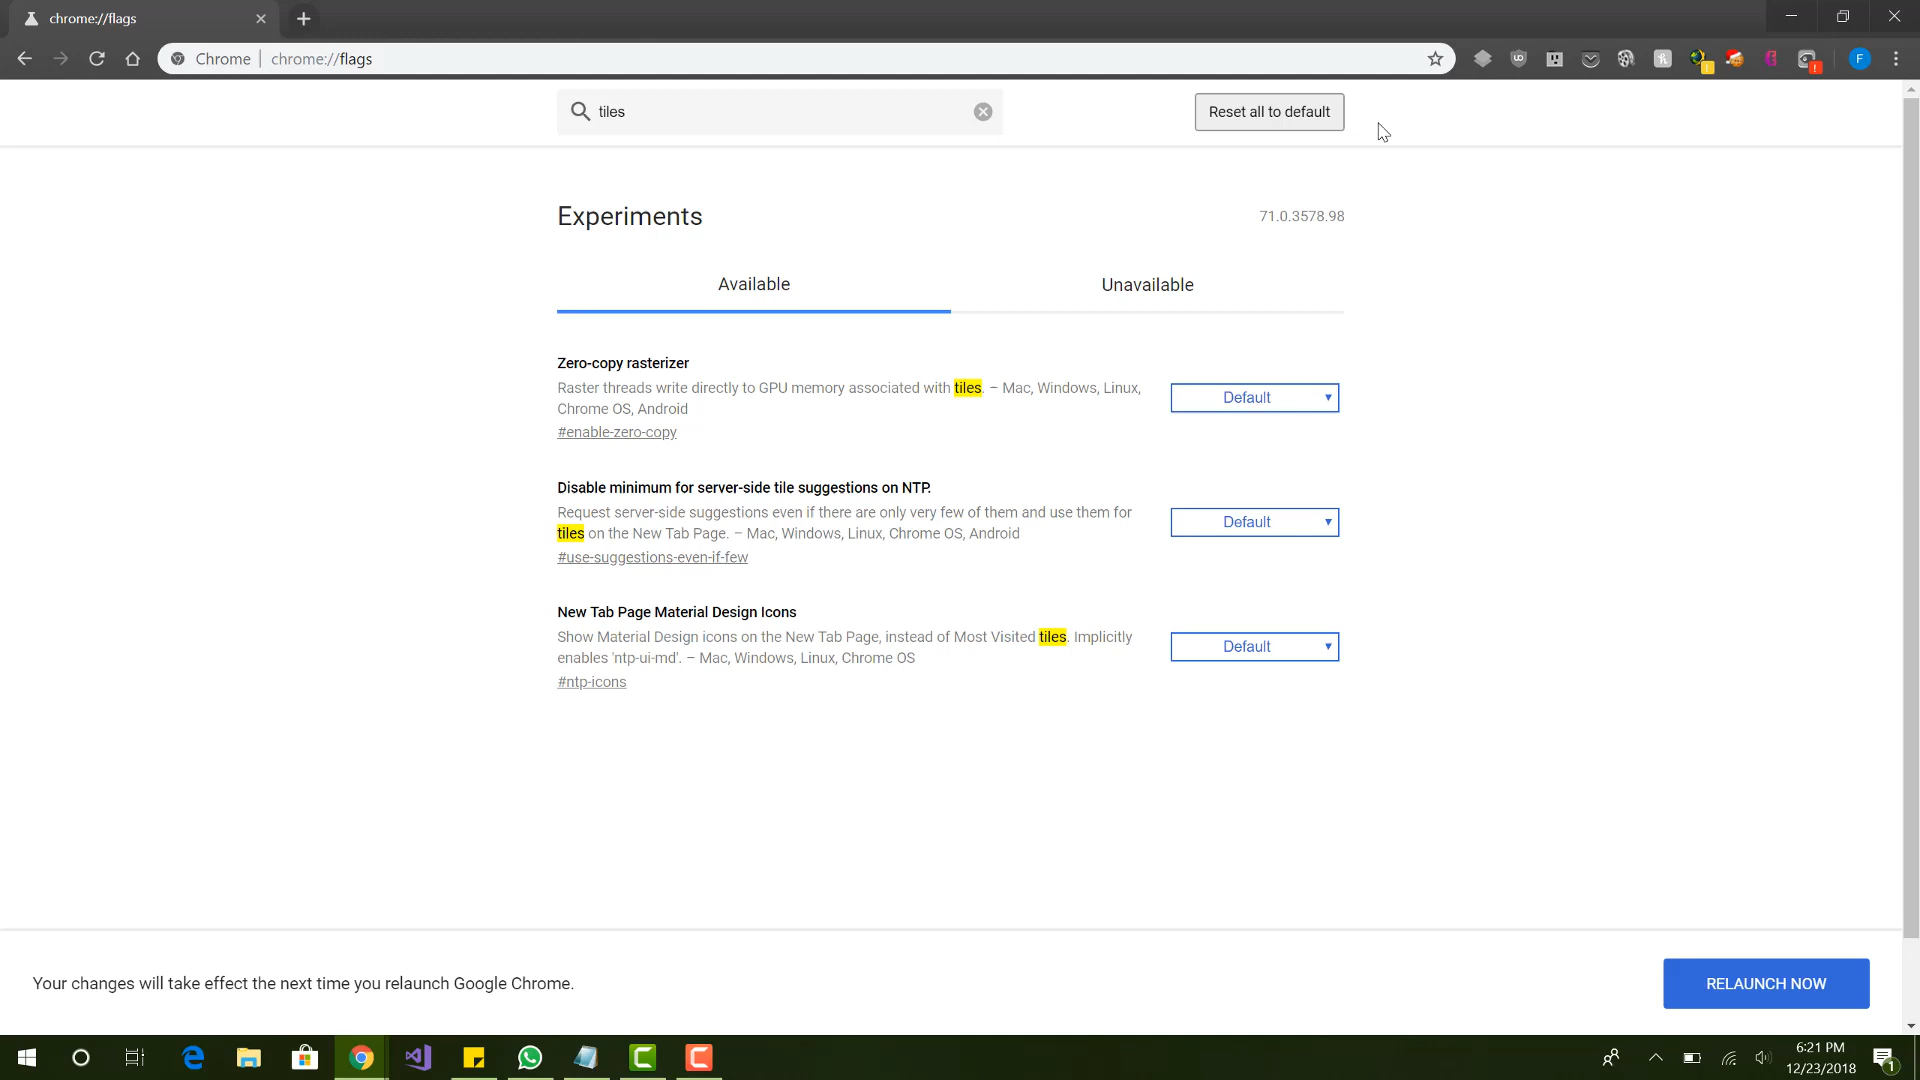 chrome://flags
Chrome | chrome://flags
F
tiles
Reset all to default
Experiments
71.0.3578.98
Available
Unavailable
Zero-copy rasterizer
Raster threads write directly to GPU memory associated with tiles. – Mac, Windows, Linux,
Chrome OS, Android
#enable-zero-copy
Default
Disable minimum for server-side tile suggestions on NTP.
Request server-side suggestions even if there are only very few of them and use them for
tiles on the New Tab Page. – Mac, Windows, Linux, Chrome OS, Android
#use-suggestions-even-if-few
Default
New Tab Page Material Design Icons
Show Material Design icons on the New Tab Page, instead of Most Visited tiles. Implicitly
enables 'ntp-ui-md'. – Mac, Windows, Linux, Chrome OS
#ntp-icons
Default
Your changes will take effect the next time you relaunch Google Chrome.
RELAUNCH NOW
6:21 PM
12/23/2018
1